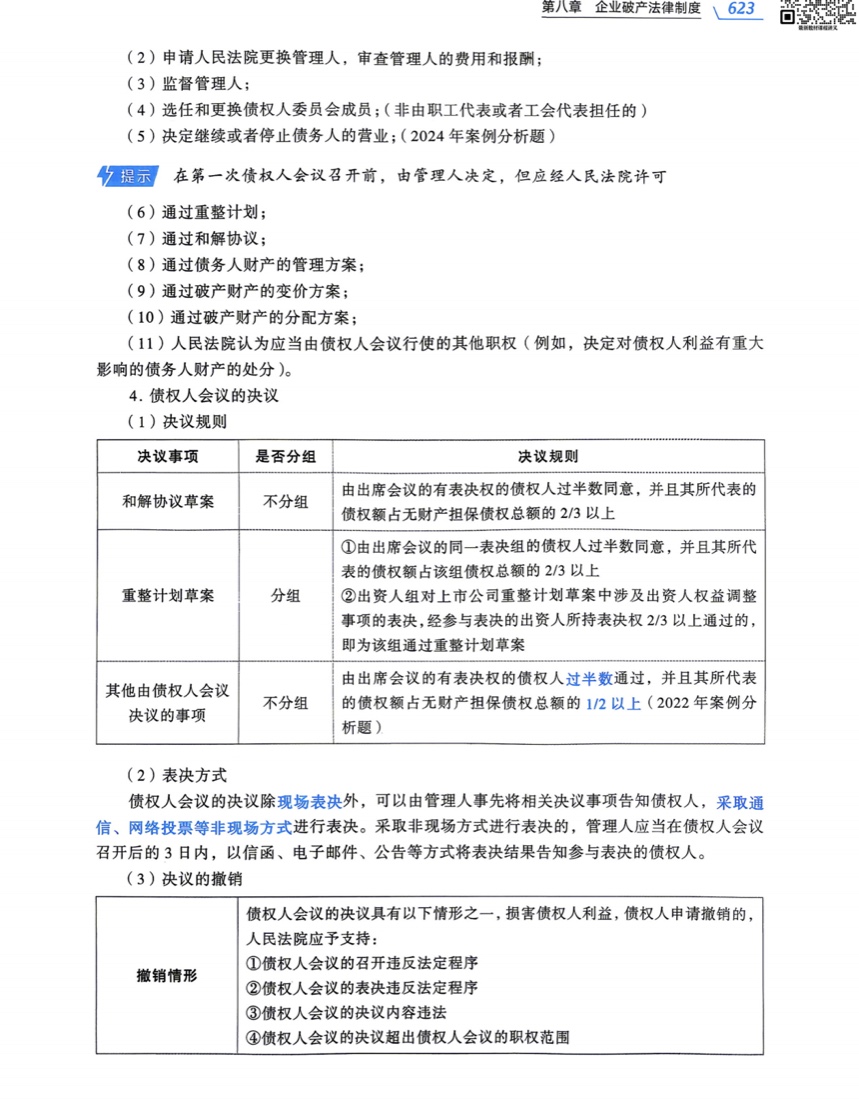 第八章 企业破产法律制度 623
（2）申请人民法院更换管理人，审查管理人的费用和报酬；
（3）监督管理人；
（4）选任和更换债权人委员会成员；（非由职工代表或者工会代表担任的）
（5）决定继续或者停止债务人的营业；（2024 年案例分析题）
提示 在第一次债权人会议召开前，由管理人决定，但应经人民法院许可
（6）通过重整计划；
（7）通过和解协议；
（8）通过债务人财产的管理方案；
（9）通过破产财产的变价方案；
（10）通过破产财产的分配方案；
（11）人民法院认为应当由债权人会议行使的其他职权（例如，决定对债权人利益有重大
影响的债务人财产的处分）。
4. 债权人会议的决议
（1）决议规则
决议事项 是否分组 决议规则
和解协议草案 不分组 由出席会议的有表决权的债权人过半数同意，并且其所代表的
债权额占无财产担保债权总额的 2/3 以上
重整计划草案 分组 ①由出席会议的同一表决组的债权人过半数同意，并且其所代
表的债权额占该组债权总额的 2/3 以上
②出资人组对上市公司重整计划草案中涉及出资人权益调整
事项的表决，经参与表决的出资人所持表决权 2/3 以上通过的，
即为该组通过重整计划草案
其他由债权人会议
决议的事项 不分组 由出席会议的有表决权的债权人过半数通过，并且其所代表
的债权额占无财产担保债权总额的 1/2 以上（2022 年案例分
析题）
（2）表决方式
债权人会议的决议除现场表决外，可以由管理人事先将相关决议事项告知债权人，采取通
信、网络投票等非现场方式进行表决。采取非现场方式进行表决的，管理人应当在债权人会议
召开后的 3 日内，以信函、电子邮件、公告等方式将表决结果告知参与表决的债权人。
（3）决议的撤销
撤销情形 债权人会议的决议具有以下情形之一，损害债权人利益，债权人申请撤销的，
人民法院应予支持：
①债权人会议的召开违反法定程序
②债权人会议的表决违反法定程序
③债权人会议的决议内容违法
④债权人会议的决议超出债权人会议的职权范围